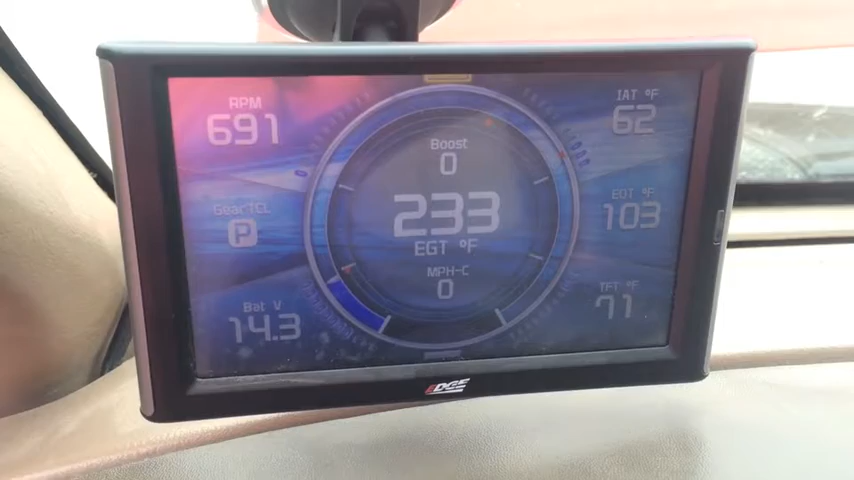 RPM
691
Gear TCL
P
Bat V
14.3
Boost
0
233
EGT °F
MPH-C
0
IAT °F
62
EOT °F
103
TFT °F
71
EDGE